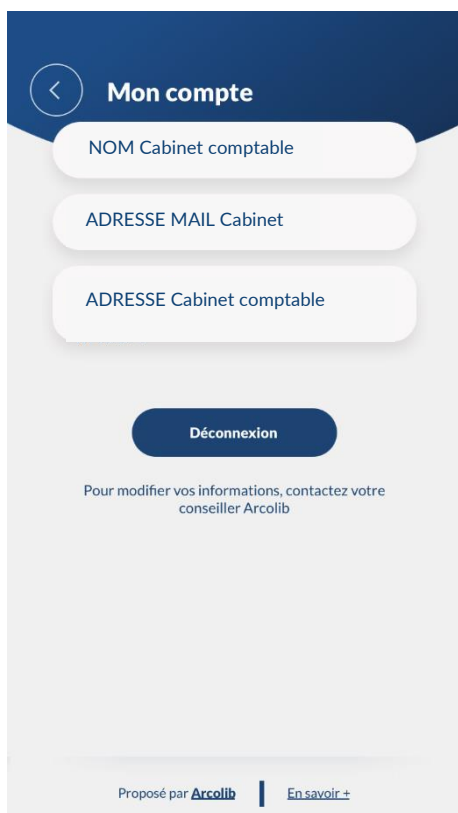 Mon compte
NOM Cabinet comptable
ADRESSE MAIL Cabinet
ADRESSE Cabinet comptable
Déconnexion
Pour modifier vos informations, contactez votre
conseiller Arcolib
Proposé par Arcolib | En savoir +